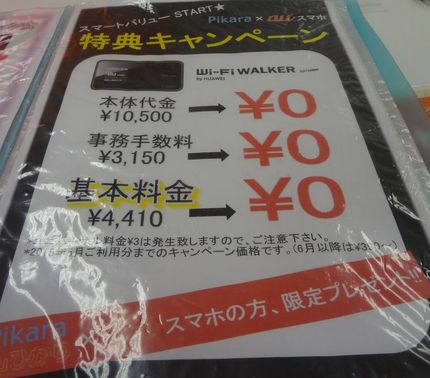 スマートバリュー START★ Pikara × au スマホ
特典キャンペーン
Wi-Fi WALKER
by HUAWEI
本体代金
¥10,500 → ¥0
事務手数料
¥3,150 → ¥0
基本料金
¥4,410 → ¥0
料金¥3は発生致しますので、ご注意下さい。
月ご利用分までのキャンペーン価格です。(6月以降は
スマホの方、限定プレゼント!!
Pikara
ひかり